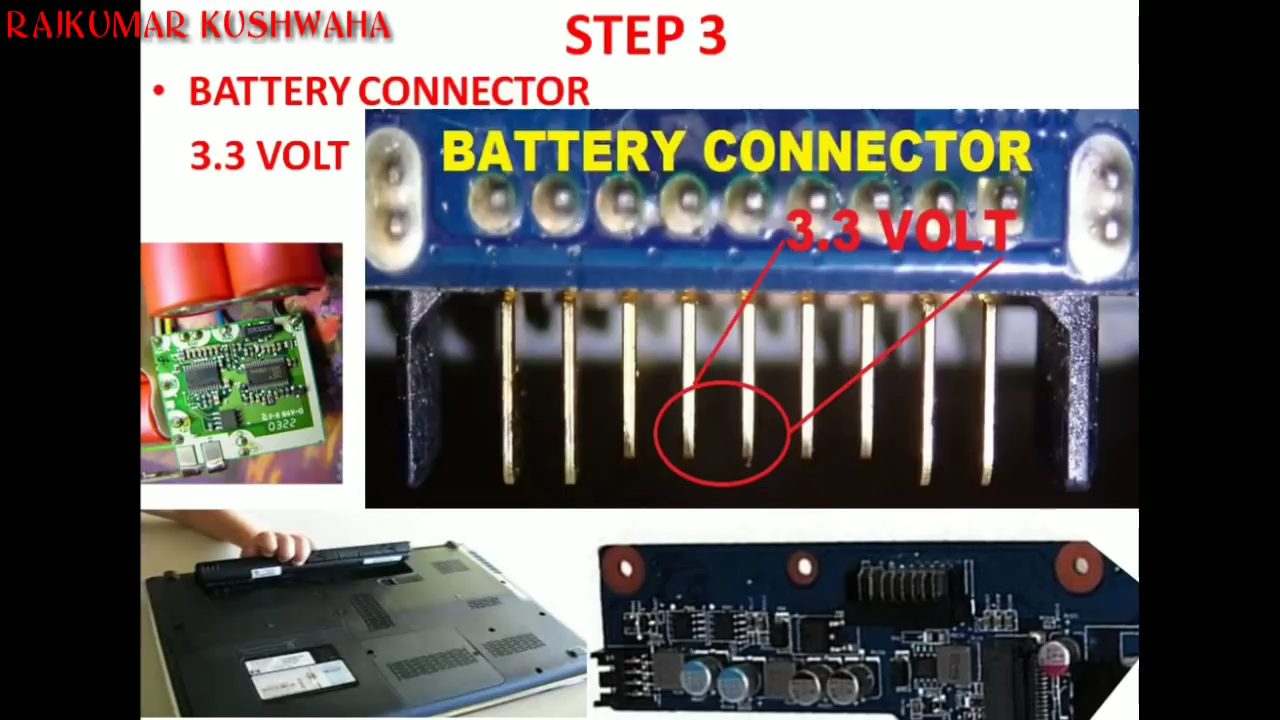 RAJKUMAR KUSHWAHA
STEP 3
• BATTERY CONNECTOR
3.3 VOLT
BATTERY CONNECTOR
3.3 VOLT
0322